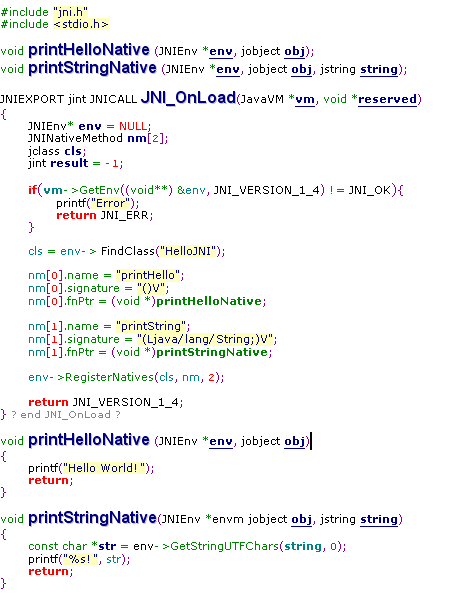 #include "jni.h"
#include <stdio.h>
void printHelloNative (JNIEnv *env, jobject obj);
void printStringNative (JNIEnv *env, jobject obj, jstring string);
JNIEXPORT jint JNICALL JNI_OnLoad(JavaVM *vm, void *reserved)
{
JNIEnv* env = NULL;
JNINativeMethod nm[2];
jclass cls;
jint result = -1;
if(vm->GetEnv((void**) &env, JNI_VERSION_1_4) != JNI_OK){
printf("Error");
return JNI_ERR;
}
cls = env-> FindClass("HelloJNI");
nm[0].name = "printHello";
nm[0].signature = "()V";
nm[0].fnPtr = (void *)printHelloNative;
nm[1].name = "printString";
nm[1].signature = "(Ljava/lang/String;)V";
nm[1].fnPtr = (void *)printStringNative;
env->RegisterNatives(cls, nm, 2);
return JNI_VERSION_1_4;
} ? end JNI_OnLoad ?
void printHelloNative (JNIEnv *env, jobject obj)
{
printf("Hello World!");
return;
}
void printStringNative(JNIEnv *envm jobject obj, jstring string)
{
const char *str = env->GetStringUTFChars(string, 0);
printf("%s!", str);
return;
}